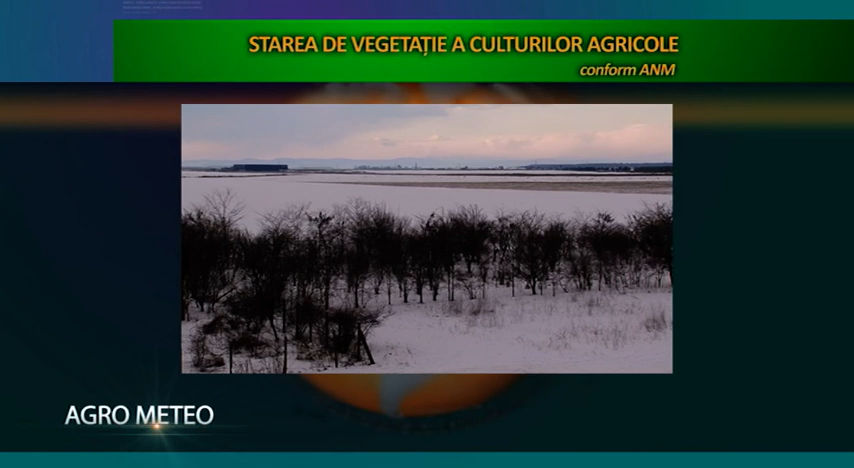 STAREA DE VEGETAȚIE A CULTURILOR AGRICOLE
conform ANM
AGRO METEO